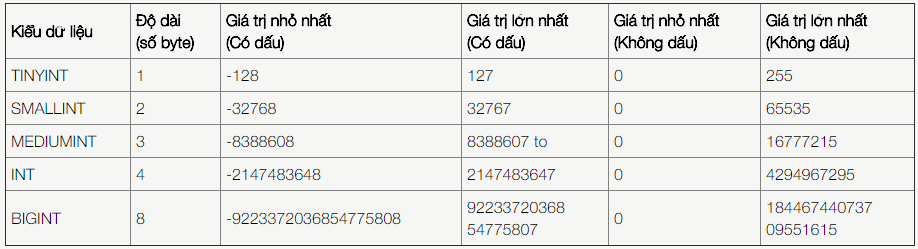 Kiểu dữ liệu Độ dài (số byte) Giá trị nhỏ nhất (Có dấu) Giá trị lớn nhất (Có dấu) Giá trị nhỏ nhất (Không dấu) Giá trị lớn nhất (Không dấu)
TINYINT 1 -128 127 0 255
SMALLINT 2 -32768 32767 0 65535
MEDIUMINT 3 -8388608 8388607 to 0 16777215
INT 4 -2147483648 2147483647 0 4294967295
BIGINT 8 -9223372036854775808 92233720368 54775807 0 184467440737 09551615